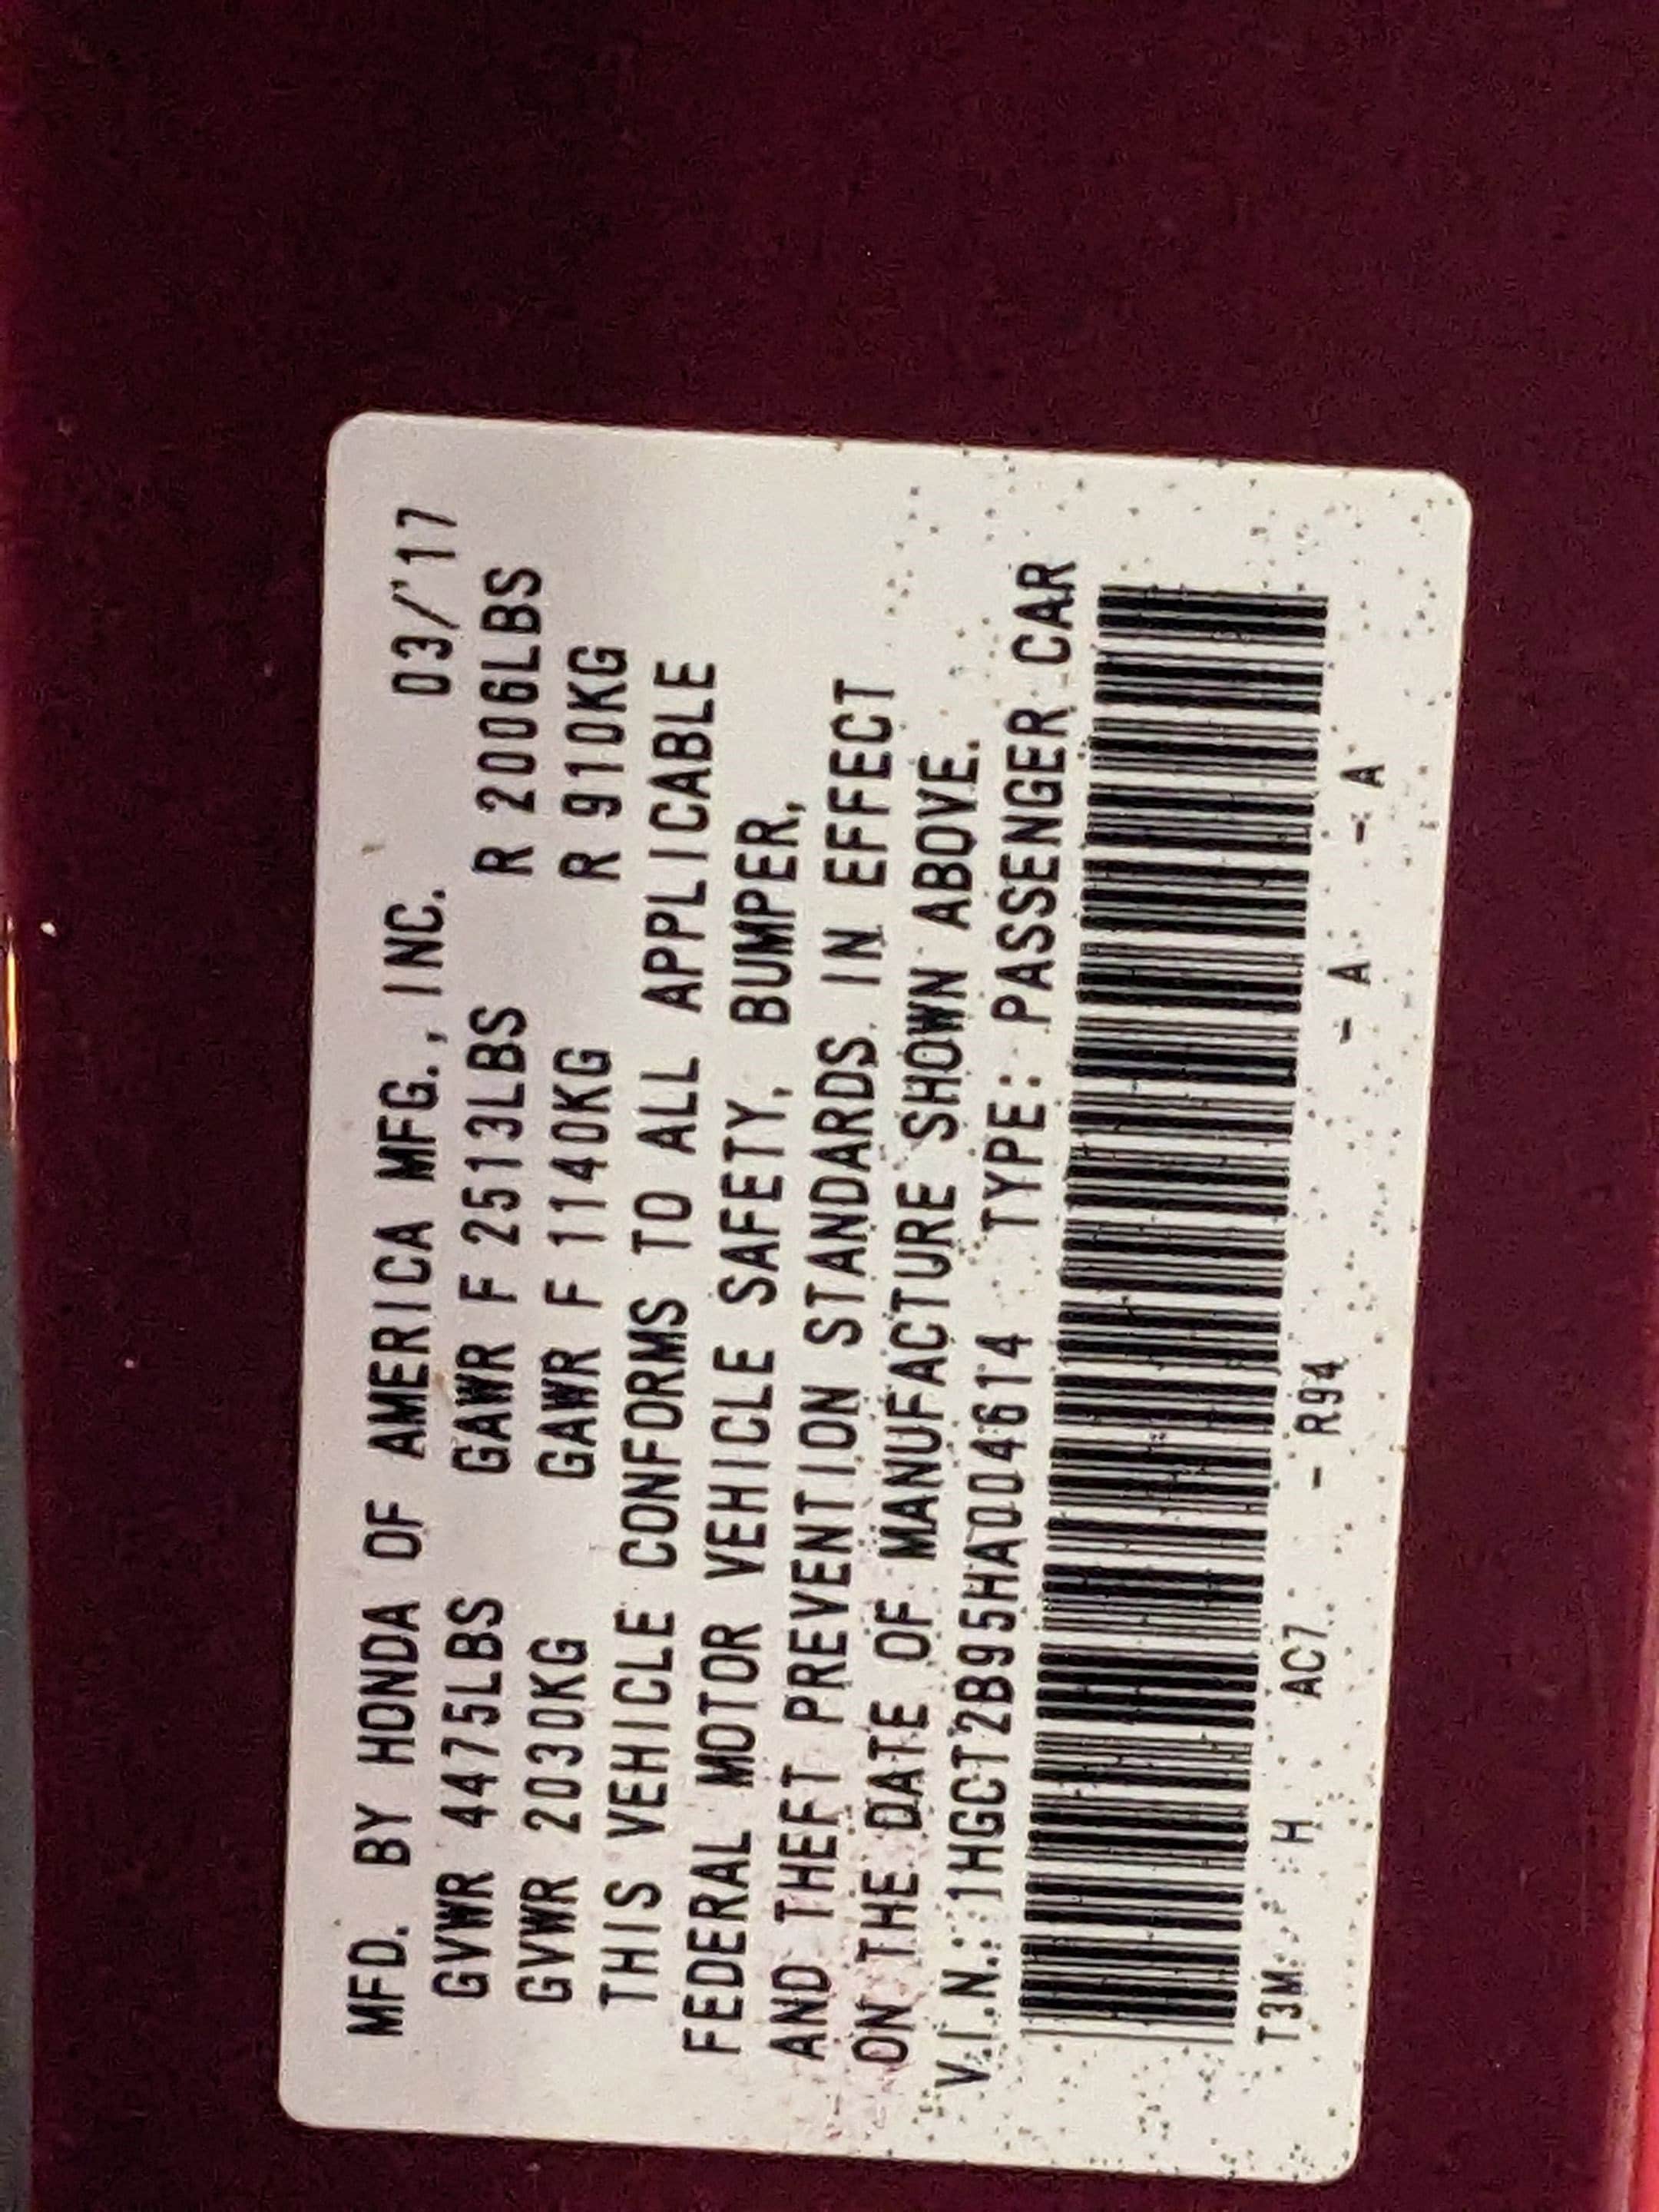 MFD. BY HONDA OF AMERICA MFG., INC. 03/'17
GVWR 4475LBS GAWR F 2513LBS R 2006LBS
GVWR 2030KG GAWR F 1140KG R 910KG
THIS VEHICLE CONFORMS TO ALL APPLICABLE
FEDERAL MOTOR VEHICLE SAFETY, BUMPER,
AND THEFT PREVENTION STANDARDS IN EFFECT
ON THE DATE OF MANUFACTURE SHOWN ABOVE.
V.I.N.: 1HGCT2B95HA004614 TYPE: PASSENGER CAR
T3M H AC7 - R94 - A - A